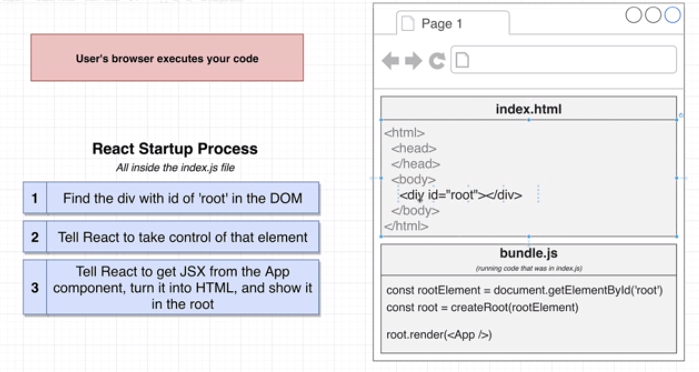 User's browser executes your code
React Startup Process
All inside the index.js file
1 Find the div with id of 'root' in the DOM
2 Tell React to take control of that element
Tell React to get JSX from the App
3 component, turn it into HTML, and show it
in the root
Page 1
index.html
<html>
<head>
</head>
<body>
<div id="root"></div>
</body>
</html>
bundle.js
(running code that was in index.js)
const rootElement = document.getElementById('root')
const root = createRoot(rootElement)
root.render(<App />)